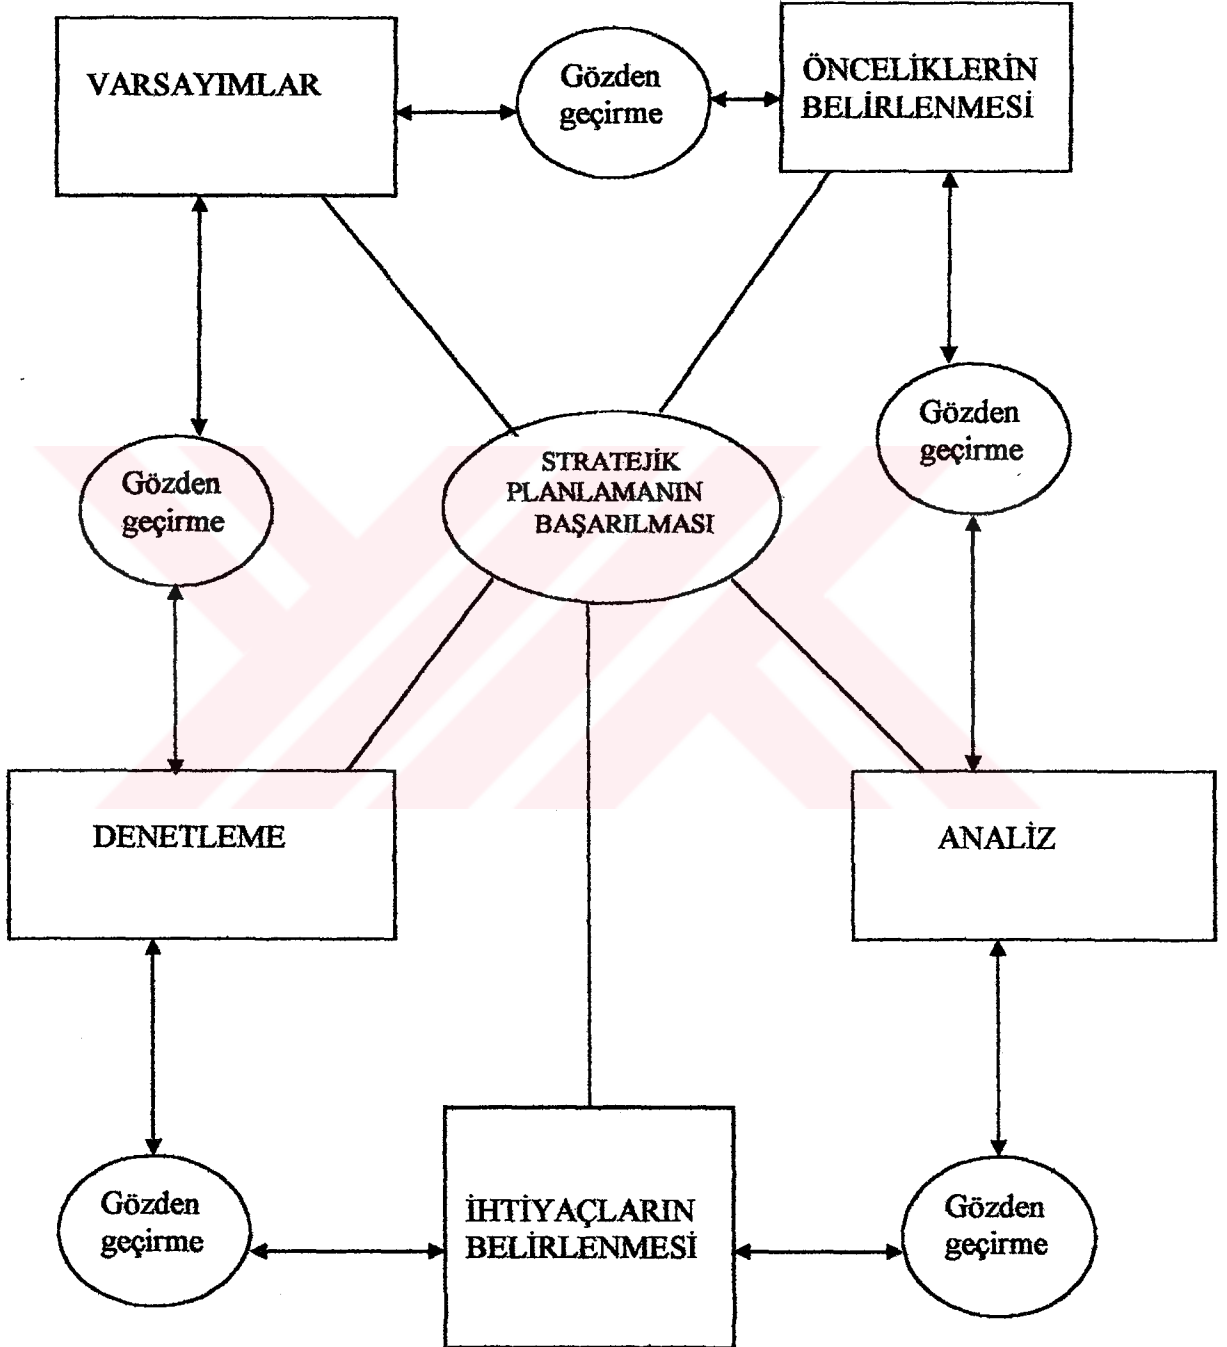 VARSAYIMLAR
Gözden
geçirme
ÖNCELİKLERİN
BELİRLENMESİ
Gözden
geçirme
Gözden
geçirme
STRATEJİK
PLANLAMANIN
BAŞARILMASI
DENETLEME
ANALİZ
Gözden
geçirme
İHTİYAÇLARIN
BELİRLENMESİ
Gözden
geçirme